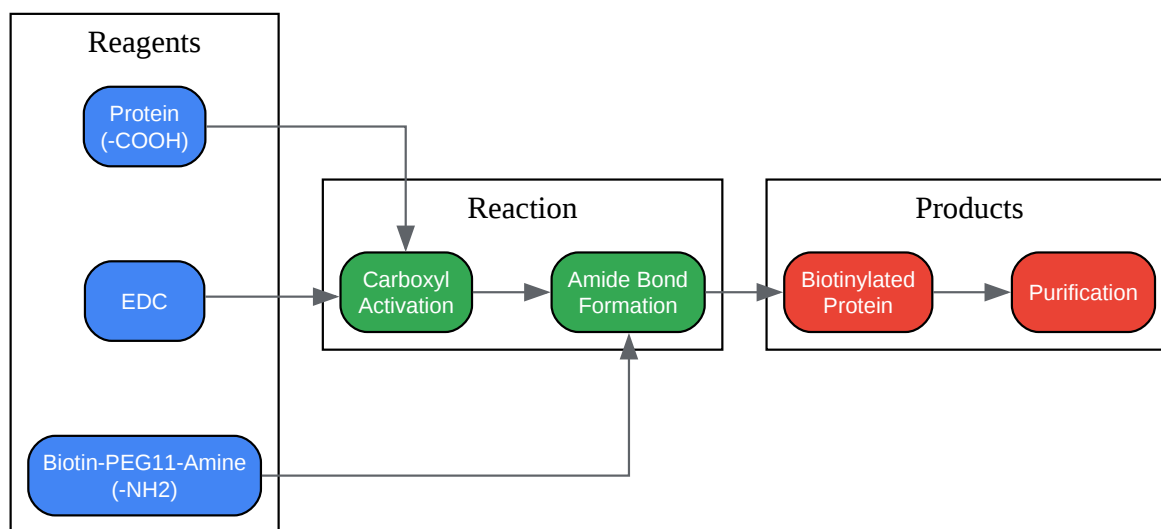 Reagents
Protein
(-COOH)
EDC
Biotin-PEG11-Amine
(-NH2)
Reaction
Carboxyl
Activation
Amide Bond
Formation
Products
Biotinylated
Protein
Purification